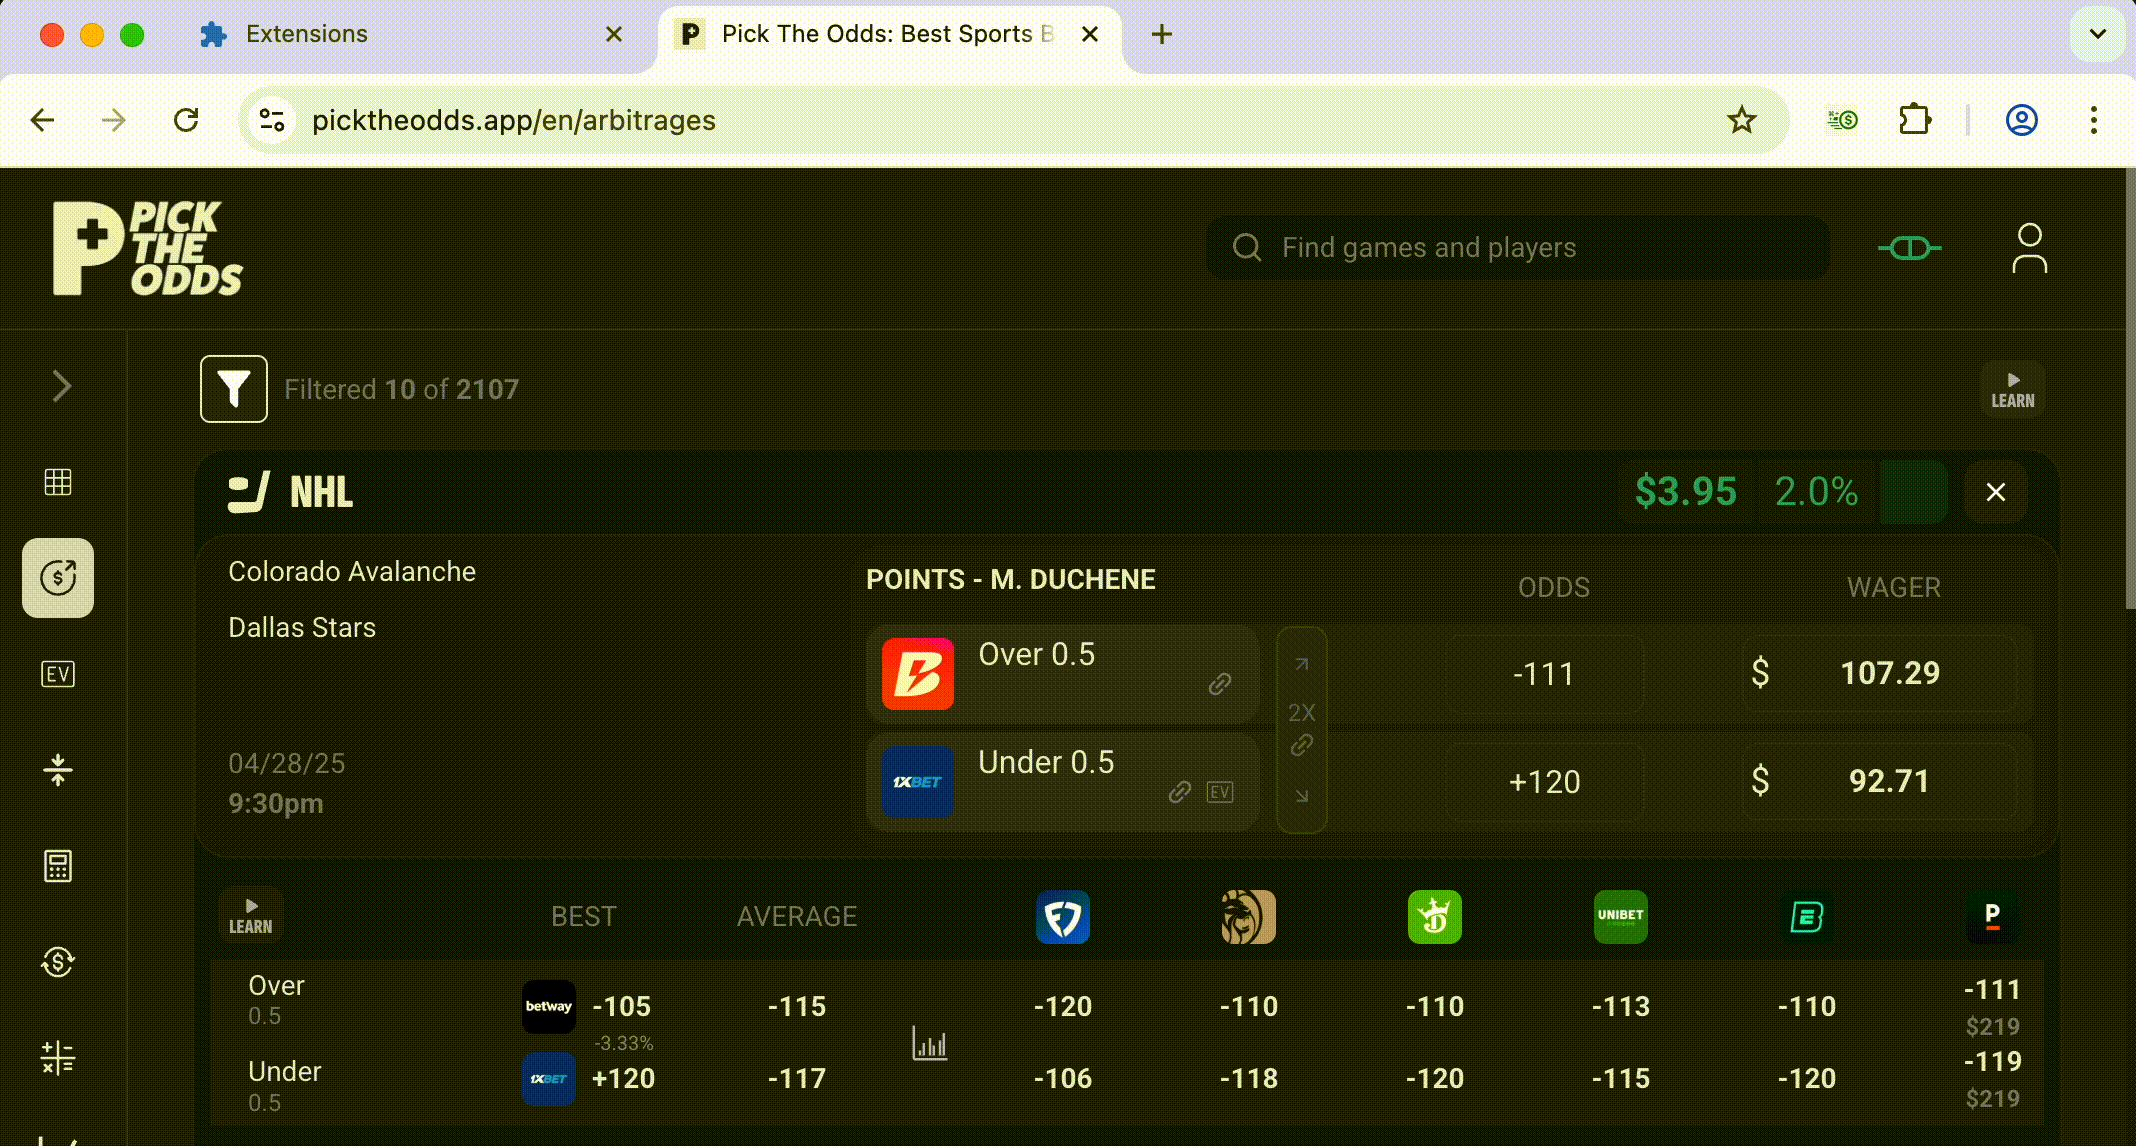 Extensions
Pick The Odds: Best Sports B
picktheodds.app/en/arbitrages
PICK THE ODDS
Find games and players
Filtered 10 of 2107
LEARN
NHL
$3.95 2.0%
Colorado Avalanche
Dallas Stars
04/28/25
9:30pm
POINTS - M. DUCHENE
ODDS
WAGER
Over 0.5
-111
$ 107.29
2X
1XBET
Under 0.5
EV
+120
$ 92.71
EV
LEARN
BEST
AVERAGE
UNIBET
Over
0.5
betway
-105
-3.33%
-115
-120
-110
-110
-113
-110
-111
$219
Under
0.5
1XBET
+120
-117
-106
-118
-120
-115
-120
-119
$219